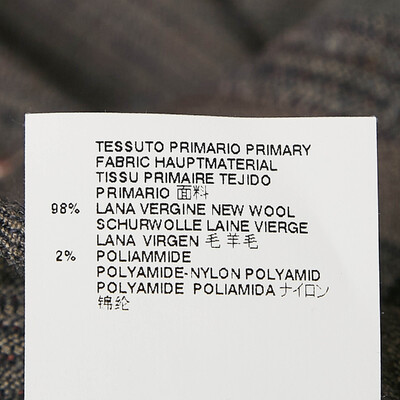 TESSUTO PRIMARIO PRIMARY
FABRIC HAUPTMATERIAL
TISSU PRIMAIRE TEJIDO
PRIMARIO 面料
98% LANA VERGINE NEW WOOL
SCHURWOLLE LAINE VIERGE
LANA VIRGEN 毛 羊毛
2% POLIAMMIDE
POLYAMIDE-NYLON POLYAMID
POLYAMIDE POLIAMIDA ナイロン
锦纶